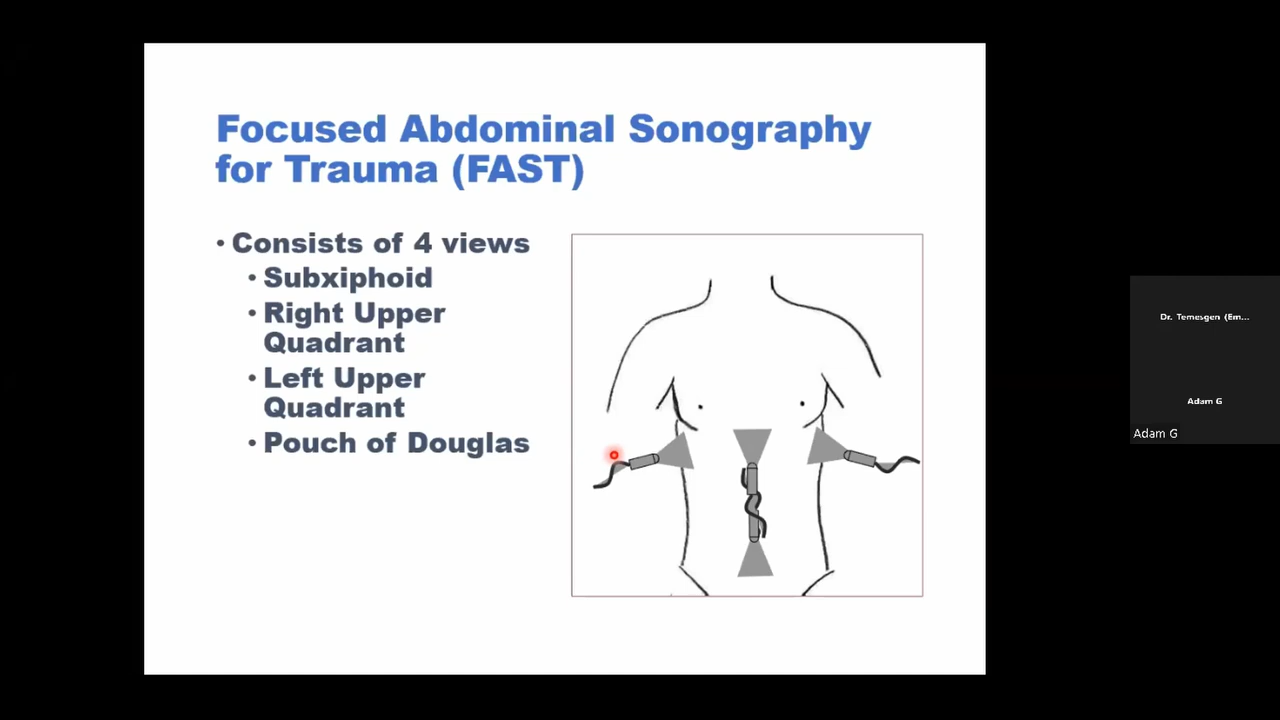 Focused Abdominal Sonography
for Trauma (FAST)
• Consists of 4 views
• Subxiphoid
• Right Upper
Quadrant
• Left Upper
Quadrant
• Pouch of Douglas
Dr. Temesgen (Em...
Adam G
Adam G